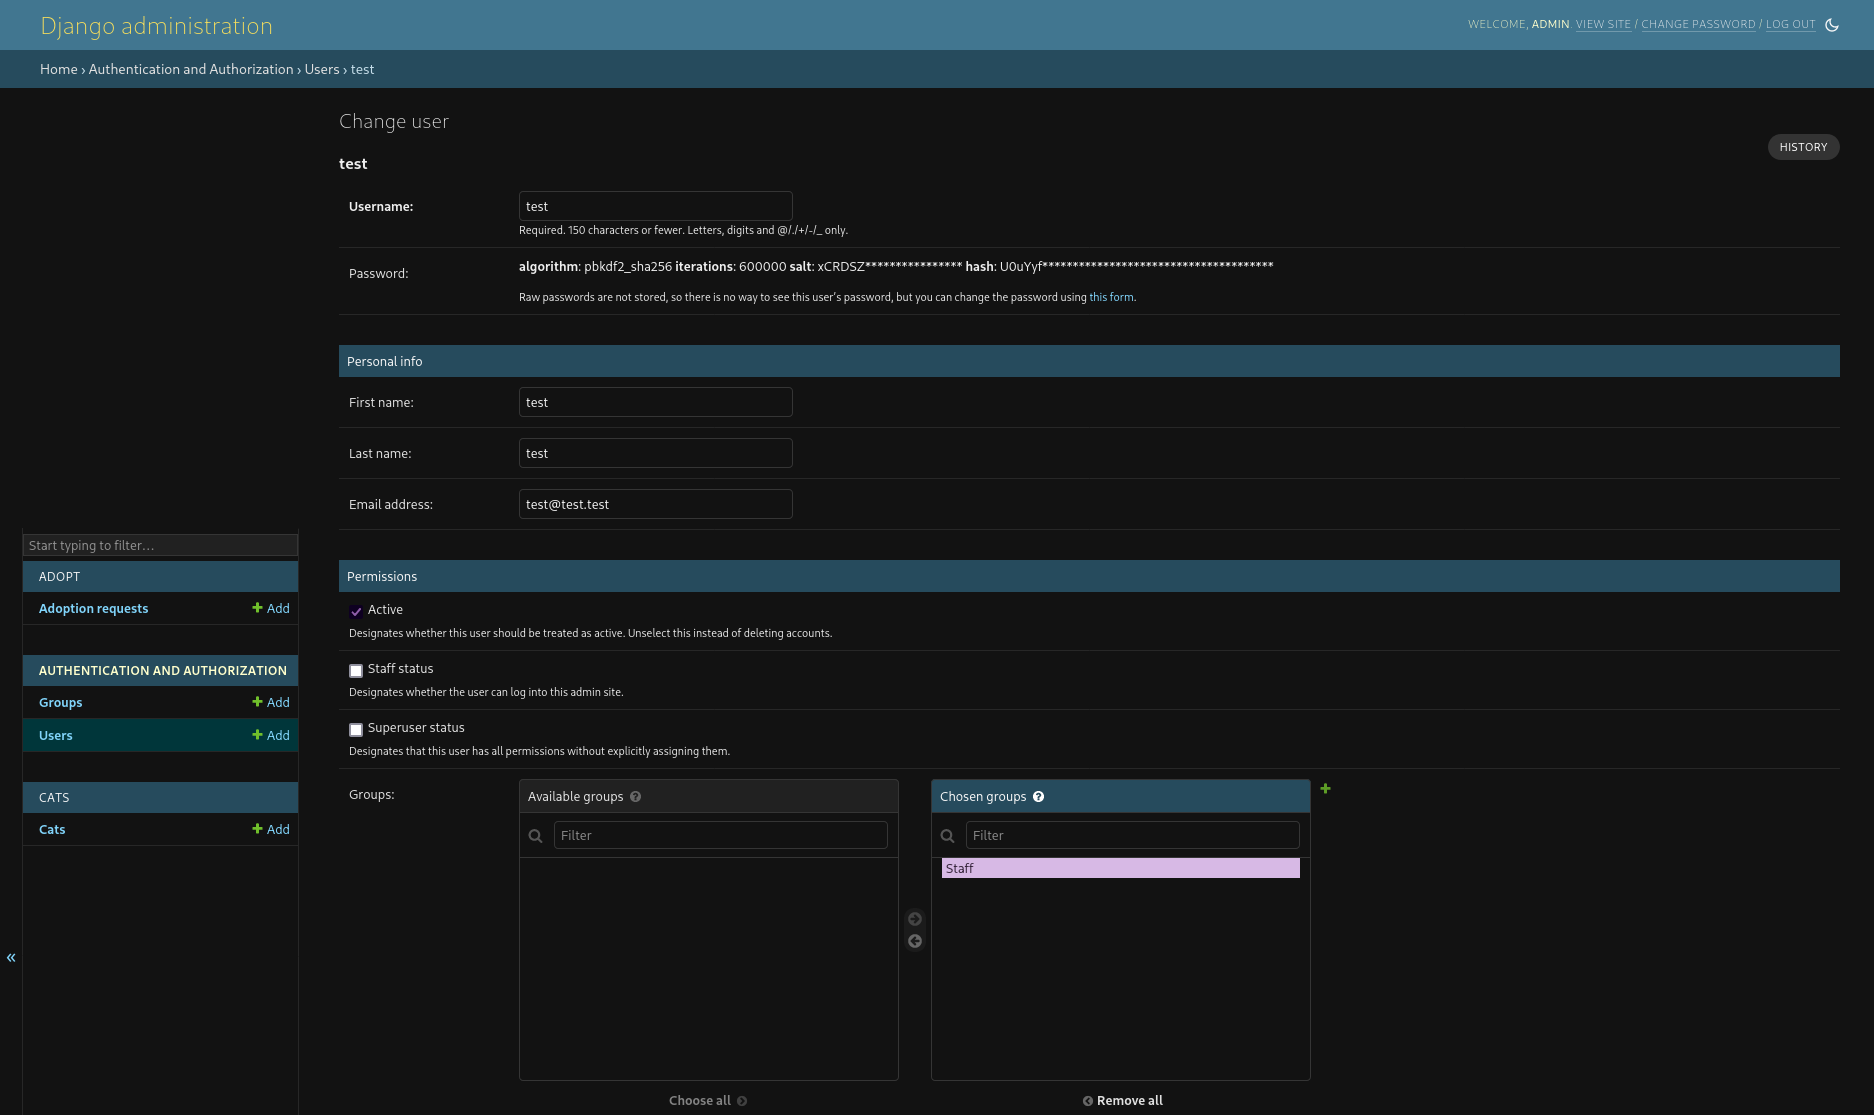 Django administration
WELCOME, ADMIN VIEW SITE / CHANGE PASSWORD / LOG OUT
Home › Authentication and Authorization › Users › test
Change user
HISTORY
test
Username:
test
Required. 150 characters or fewer. Letters, digits and @/./+/-/_ only.
Password:
algorithm: pbkdf2_sha256 iterations: 600000 salt: xCRDSZ**************** hash: U0uYyf**************************************
Raw passwords are not stored, so there is no way to see this user’s password, but you can change the password using this form.
Personal info
First name:
test
Last name:
test
Email address:
test@test.test
Start typing to filter...
ADOPT
Adoption requests
Add
AUTHENTICATION AND AUTHORIZATION
Groups
Add
Users
Add
CATS
Cats
Add
«
Permissions
Active
Designates whether this user should be treated as active. Unselect this instead of deleting accounts.
Staff status
Designates whether the user can log into this admin site.
Superuser status
Designates that this user has all permissions without explicitly assigning them.
Groups:
Available groups ?
Filter
Choose all
Chosen groups ?
Filter
Staff
Remove all